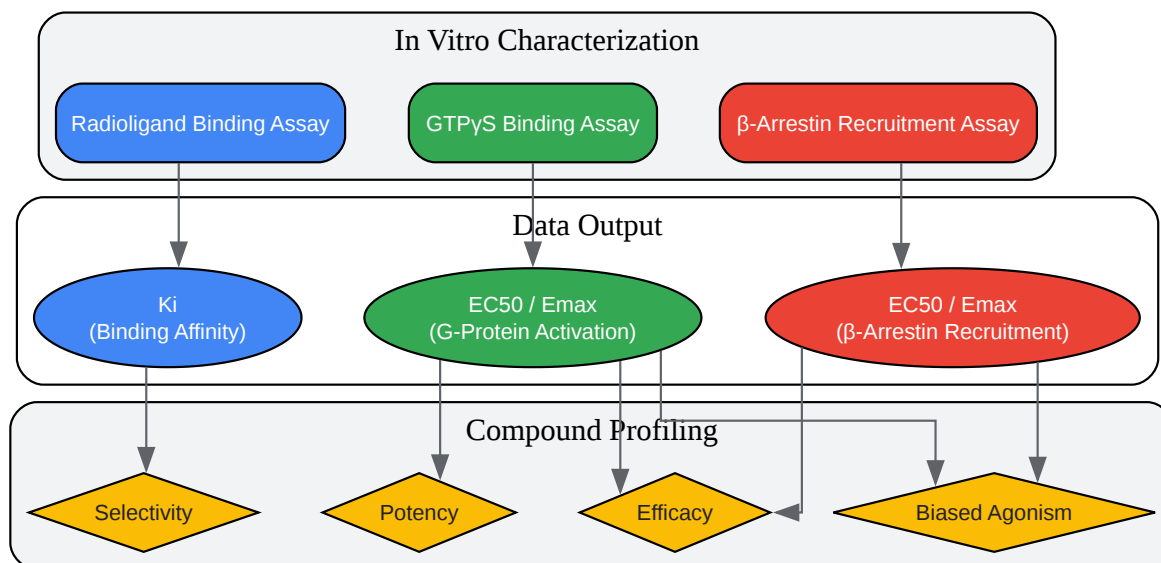 In Vitro Characterization
Radioligand Binding Assay
GTPγS Binding Assay
β-Arrestin Recruitment Assay
Data Output
Ki
(Binding Affinity)
EC50 / Emax
(G-Protein Activation)
EC50 / Emax
(β-Arrestin Recruitment)
Compound Profiling
Selectivity
Potency
Efficacy
Biased Agonism